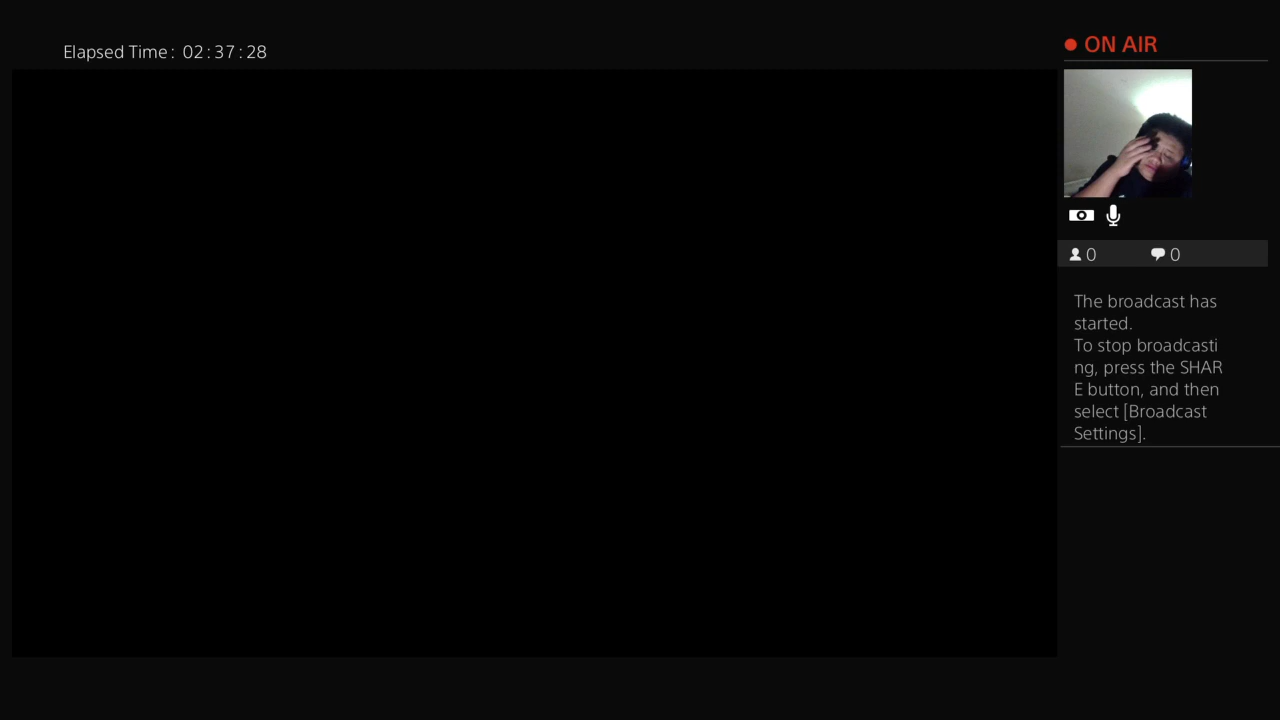 Elapsed Time: 02:37:28
ON AIR
0 0
The broadcast has
started.
To stop broadcasti
ng, press the SHAR
E button, and then
select [Broadcast
Settings].